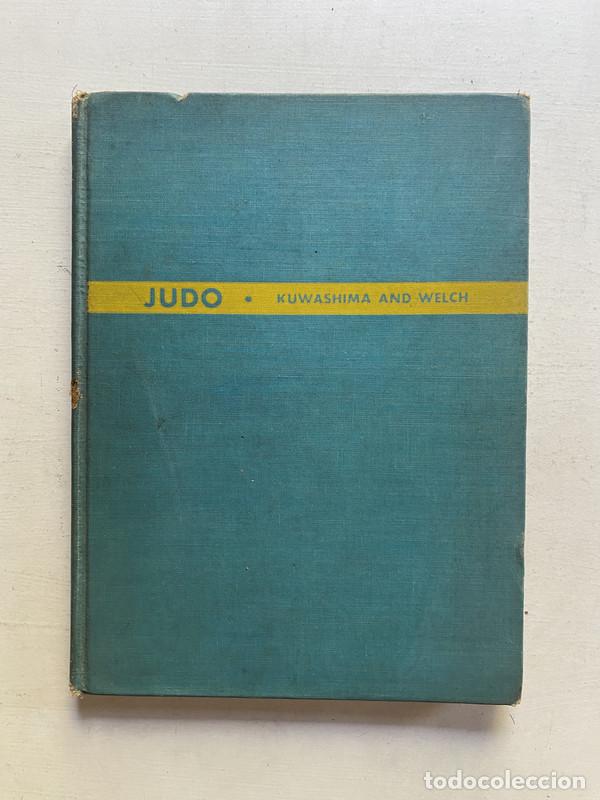 JUDO • KUWASHIMA AND WELCH
todocoleccion